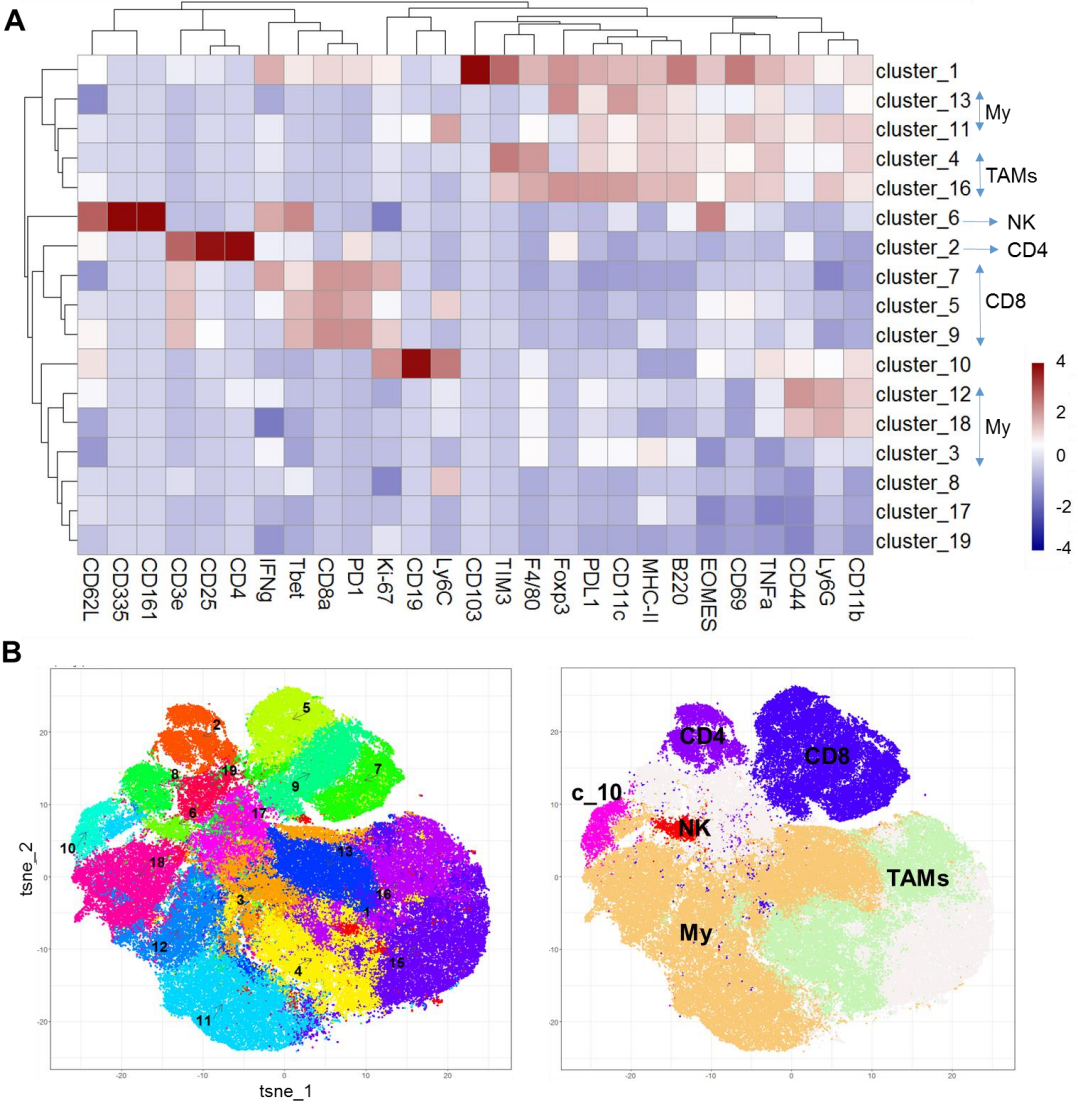 A
cluster_1
cluster_13
cluster_11
My
cluster_4
cluster_16
TAMs
cluster_6
NK
cluster_2
CD4
cluster_7
cluster_5
cluster_9
CD8
cluster_10
cluster_12
cluster_18
cluster_3
My
cluster_8
cluster_17
cluster_19
4
2
0
-2
-4
CD62L
CD335
CD161
CD3e
CD25
CD4
IFNg
Tbet
CD8a
PD1
Ki-67
CD19
Ly6C
CD103
TIM3
F4/80
Foxp3
PDL1
CD11c
MHC-II
B220
EOMES
CD69
TNFa
CD44
Ly6G
CD11b
B
20
10
0
-10
-20
tsne_2
2
5
8
19
7
9
6
17
10
18
13
3
16
1
12
4
15
11
-20
-10
0
10
20
tsne_1
20
10
0
-10
-20
CD4
CD8
c_10
NK
TAMs
My
-20
-10
0
10
20